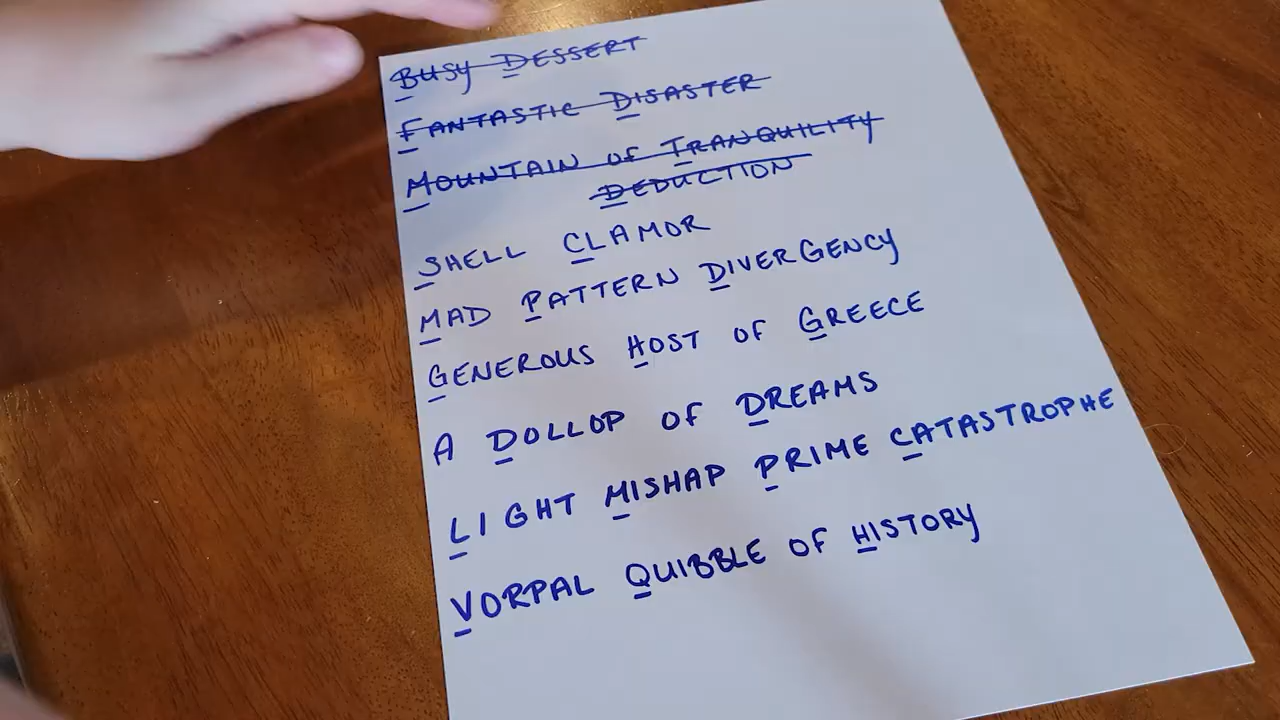 BUSY DESSERT
FANTASTIC DISASTER
MOUNTAIN OF TRANQUILITY
DEDUCTION
SHELL CLAMOR
MAD PATTERN DIVERGENCY
GENEROUS HOST OF GREECE
A DOLLOP OF DREAMS
LIGHT MISHAP PRIME CATASTROPHE
VORPAL QUIBBLE OF HISTORY